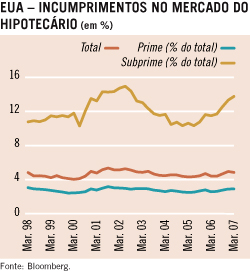 EUA – INCUMPRIMENTOS NO MERCADO DO
HIPOTECÁRIO (em %)
Total Prime (% do total)
Subprime (% do total)
16
12
8
4
0
Mar. 98
Mar. 99
Mar. 00
Mar. 01
Mar. 02
Mar. 03
Mar. 04
Mar. 05
Mar. 06
Mar. 07
Fonte: Bloomberg.